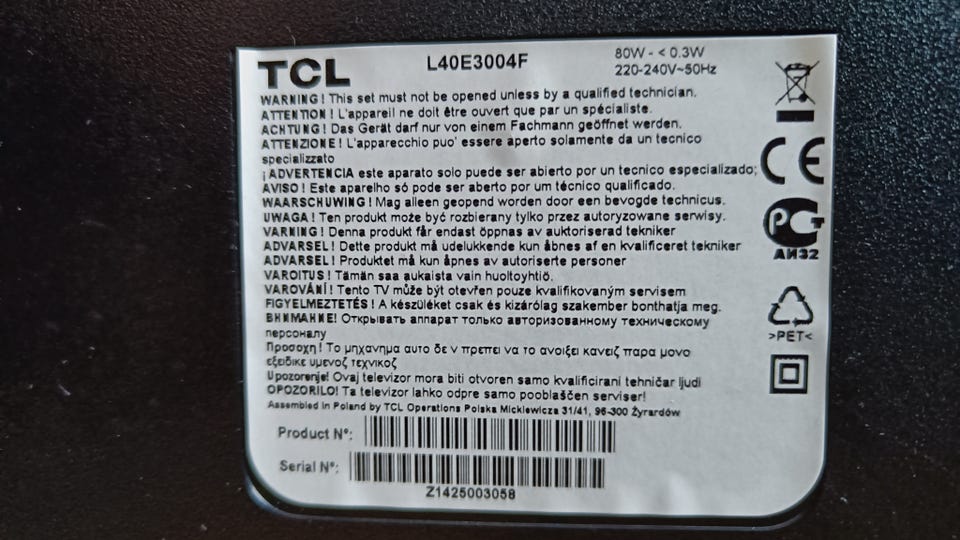 TCL L40E3004F 80W - < 0.3W
220-240V~50Hz
WARNING! This set must not be opened unless by a qualified technician.
ATTENTION ! L'appareil ne doit être ouvert que par un spécialiste.
ACHTUNG! Das Gerät darf nur von einem Fachmann geöffnet werden.
ATTENZIONE! L'apparecchio puo' essere aperto solamente da un tecnico
specializzato
¡ADVERTENCIA este aparato solo puede ser abierto por un tecnico especializado;
AVISO! Este aparelho só pode ser aberto por um técnico qualificado.
WAARSCHUWING! Mag alleen geopend worden door een bevogde technicus.
UWAGA! Ten produkt może być rozbierany tylko przez autoryzowane serwisy.
VARNING! Denna produkt får endast öppnas av auktoriserad tekniker
ADVARSEL! Dette produkt må udelukkende kun åbnes af en kvalificeret tekniker
ADVARSEL! Produktet må kun åpnes av autoriserte personer
VAROITUS! Tämän saa aukaista vain huoltoyhtiö.
VAROVÁNÍ! Tento TV může být otevřen pouze kvalifikovaným servisem
FIGYELMEZTETÉS! A készüléket csak és kizárólag szakember bonthatja meg.
ВНИМАНИЕ! Открывать аппарат только авторизованному техническому
персоналу
Προσοχη! Το μηχανημα αυτο δε ν πρεπει να το ανοιξει κανειζ παρα μονο
εξειδικε υμενοζ τεχνικοζ
Upozorenje! Ovaj televizor mora biti otvoren samo kvalificirani tehničar ljudi
OPOZORILO! Ta televizor lahko odpre samo pooblaščen serviser!
Assembled in Poland by TCL Operations Polska Mickiewicza 31/41, 96-300 Żyrardów
Product Nº:
Serial Nº:
Z1425003058
CE
РСТ
АИ32
>PET<